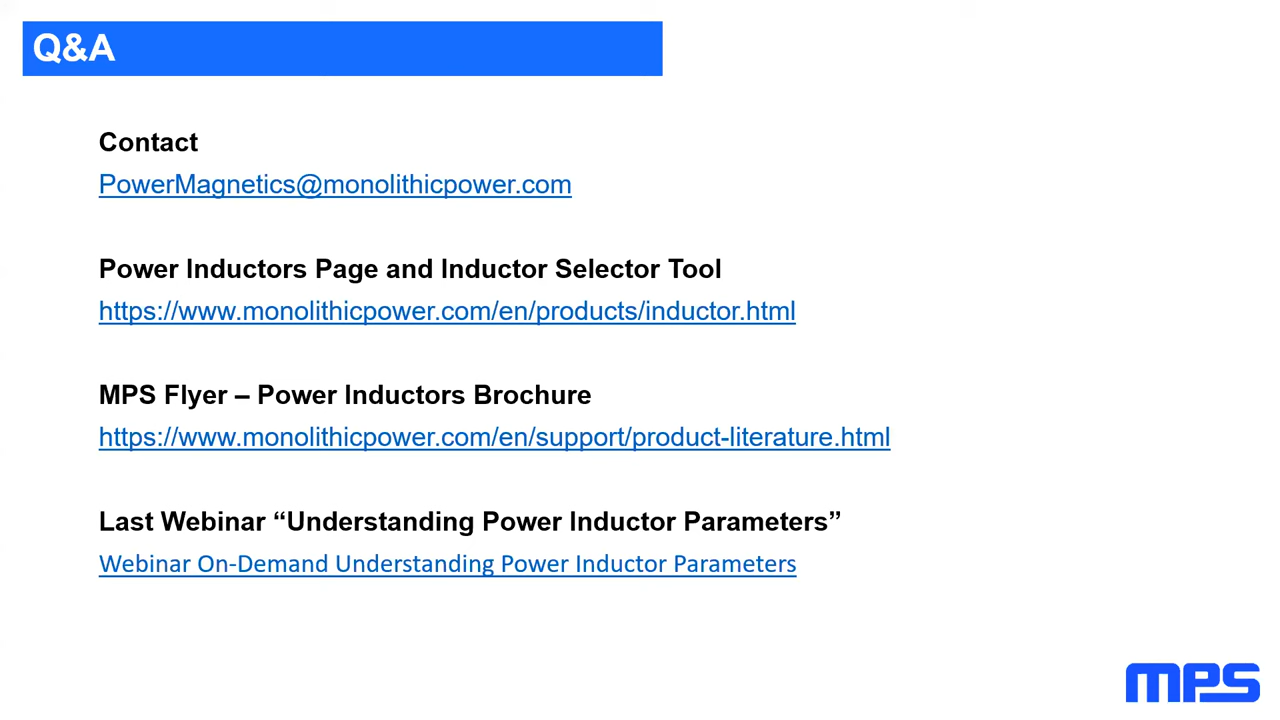 Q&A
Contact
PowerMagnetics@monolithicpower.com
Power Inductors Page and Inductor Selector Tool
https://www.monolithicpower.com/en/products/inductor.html
MPS Flyer – Power Inductors Brochure
https://www.monolithicpower.com/en/support/product-literature.html
Last Webinar “Understanding Power Inductor Parameters”
Webinar On-Demand Understanding Power Inductor Parameters
MPS